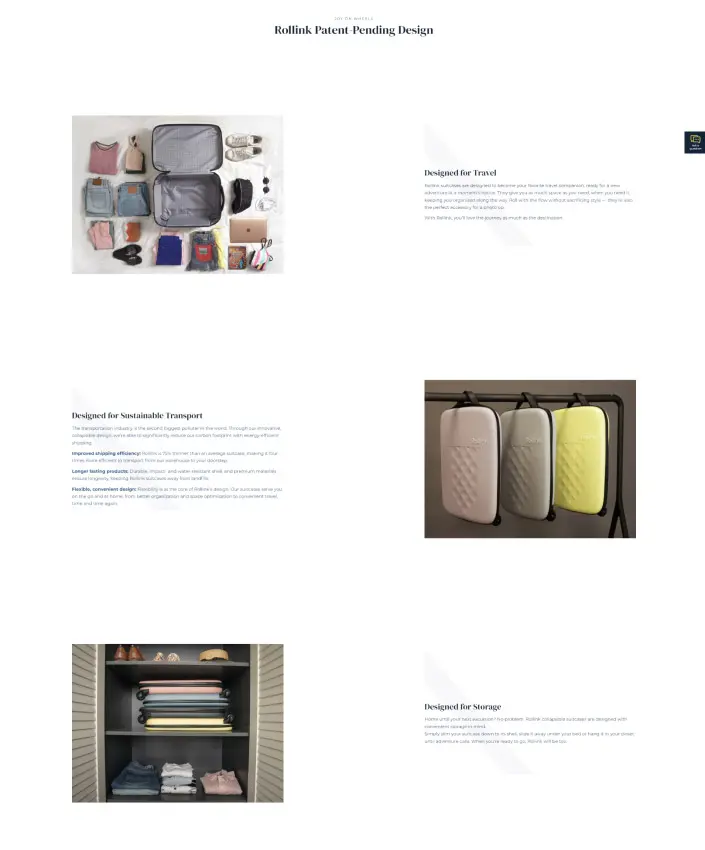 JOY ON WHEELS
Rollink Patent-Pending Design
Designed for Travel
Rollink suitcases are designed to become your favorite travel companion, ready for a new
adventure at a moment's notice. They give you as much space as you need, when you need it,
keeping you organized along the way. Roll with the flow without sacrificing style — they're also
the perfect accessory for a photo op.
With Rollink, you'll love the journey as much as the destination.
Designed for Sustainable Transport
The transportation industry is the second biggest polluter in the world. Through our innovative,
collapsible design, we're able to significantly reduce our carbon footprint with energy efficient
shipping.
Improved shipping efficiency: Rollink is 75% thinner than an average suitcase, making it four
times more efficient to transport from our warehouse to your doorstep.
Longer lasting products: Durable, impact- and water-resistant shell and premium materials
ensure longevity, keeping Rollink suitcases away from landfills.
Flexible, convenient design: Flexibility is at the core of Rollink's design. Our suitcases serve you
on the go and at home, from better organization and space optimization to convenient travel,
time and time again.
Designed for Storage
Home until your next excursion? No problem. Rollink collapsible suitcases are designed with
convenient storage in mind.
Simply slim your suitcase down to its shell, slide it away under your bed or hang it in your closet
until adventure calls. When you're ready to go, Rollink will be too.